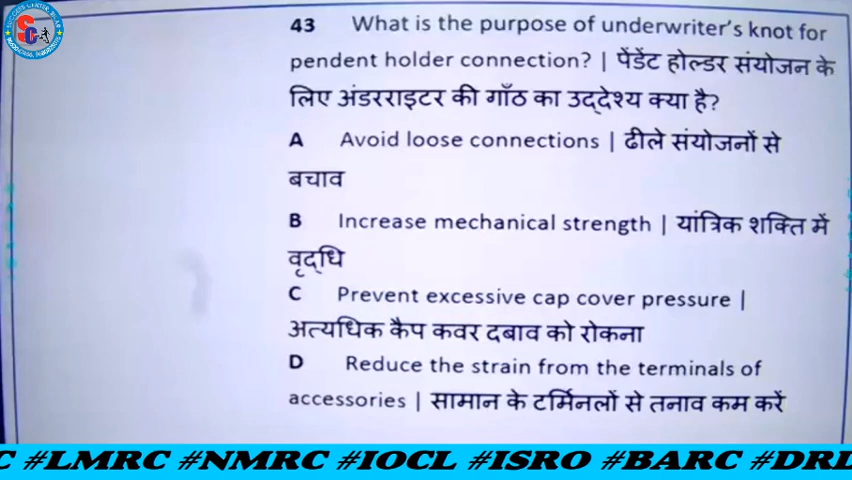 43 What is the purpose of underwriter's knot for
pendent holder connection? | पेंडेंट होल्डर संयोजन के
लिए अंडरराइटर की गाँठ का उद्देश्य क्या है?
A Avoid loose connections | ढीले संयोजनों से
बचाव
B Increase mechanical strength | यांत्रिक शक्ति में
वृद्धि
C Prevent excessive cap cover pressure |
अत्यधिक कैप कवर दबाव को रोकना
D Reduce the strain from the terminals of
accessories | सामान के टर्मिनलों से तनाव कम करें
C #LMRC #NMRC #IOCL #ISRO #BARC #DRD